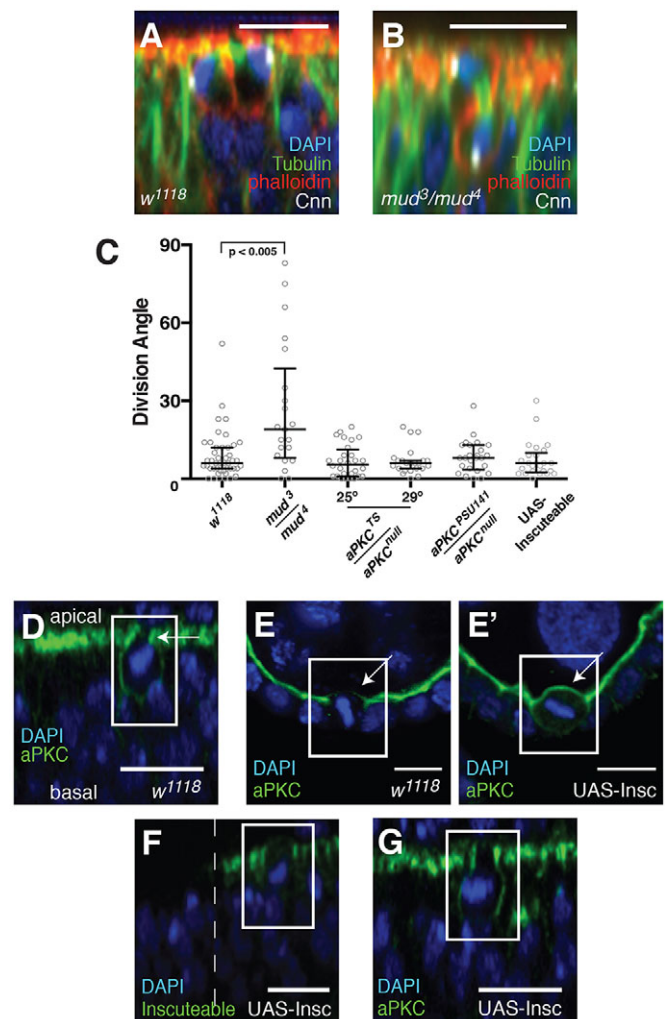 A
DAPI
Tubulin
phalloidin
Cnn
w1118
B
DAPI
Tubulin
phalloidin
Cnn
mud3/mud4
C
p < 0.005
90
60
30
0
Division Angle
w1118
mud3
mud4
25°
29°
aPKCTS
aPKCnull
aPKCPSU141
aPKCnull
UAS-
Inscuteable
D
apical
DAPI
aPKC
basal
w1118
E
DAPI
aPKC
w1118
E'
DAPI
aPKC
UAS-Insc
F
DAPI
Inscuteable
UAS-Insc
G
DAPI
aPKC
UAS-Insc